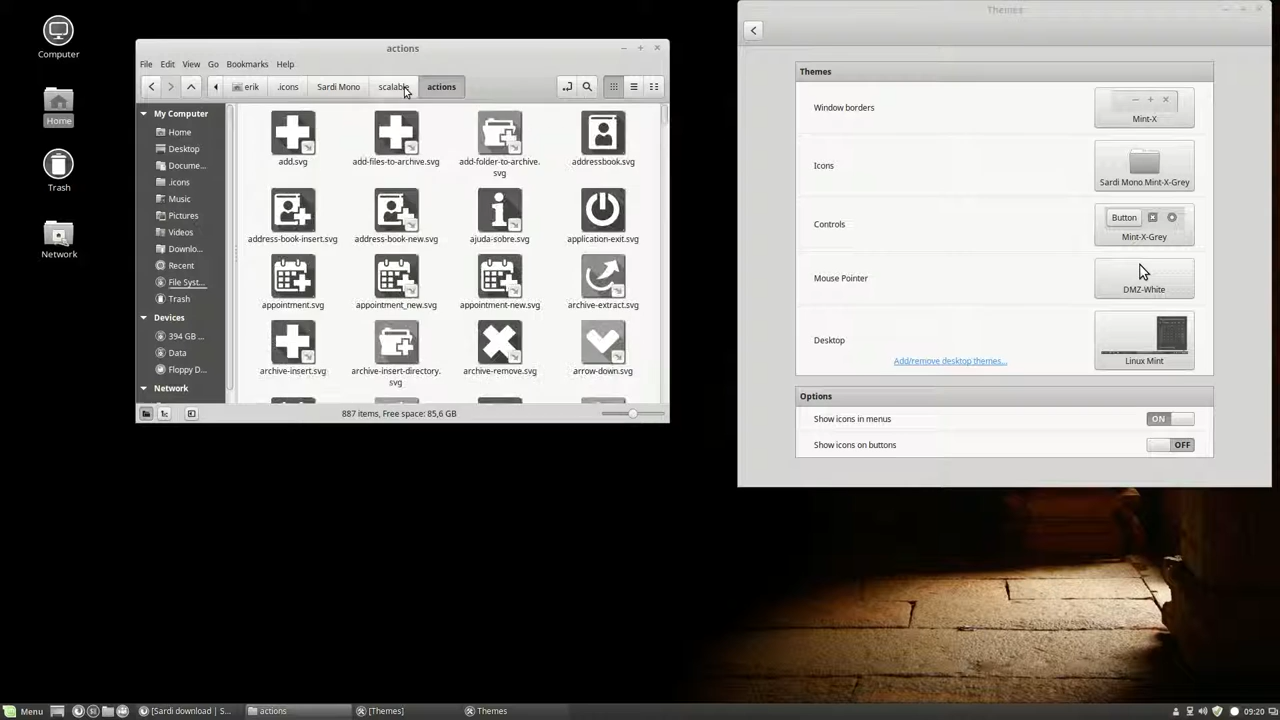 Computer
Home
Trash
Network
actions
File Edit View Go Bookmarks Help
erik .icons Sardi Mono scalable actions
My Computer
Home
Desktop
Docume...
.icons
Music
Pictures
Videos
Downlo...
Recent
File Syst...
Trash
Devices
394 GB ...
Data
Floppy D...
Network
add.svg add-files-to-archive.svg add-folder-to-archive. addressbook.svg
svg
address-book-insert.svg address-book-new.svg ajuda-sobre.svg application-exit.svg
appointment.svg appointment_new.svg appointment-new.svg archive-extract.svg
archive-insert.svg archive-insert-directory. archive-remove.svg arrow-down.svg
svg
887 items, Free space: 85,6 GB
Themes
Themes
Window borders
Mint-X
Icons
Sardi Mono Mint-X-Grey
Controls
Button
Mint-X-Grey
Mouse Pointer
DMZ-White
Desktop
Add/remove desktop themes...
Linux Mint
Options
Show icons in menus ON
Show icons on buttons OFF
Menu [Sardi download | S... actions [Themes] Themes 09:20